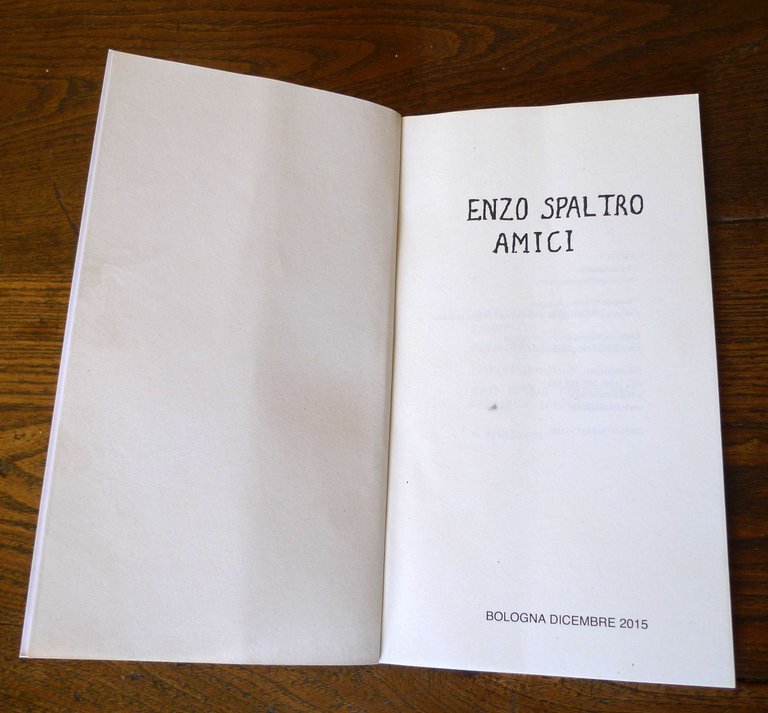 ENZO SPALTRO
AMICI
BOLOGNA DICEMBRE 2015